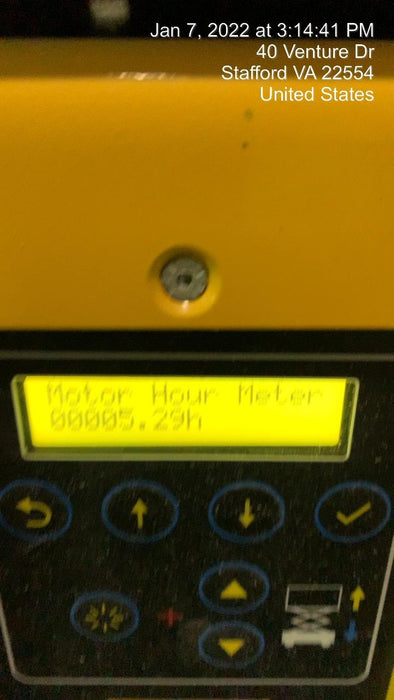 Jan 7, 2022 at 3:14:41 PM
40 Venture Dr
Stafford VA 22554
United States
Motor Hour Meter
00005.29h